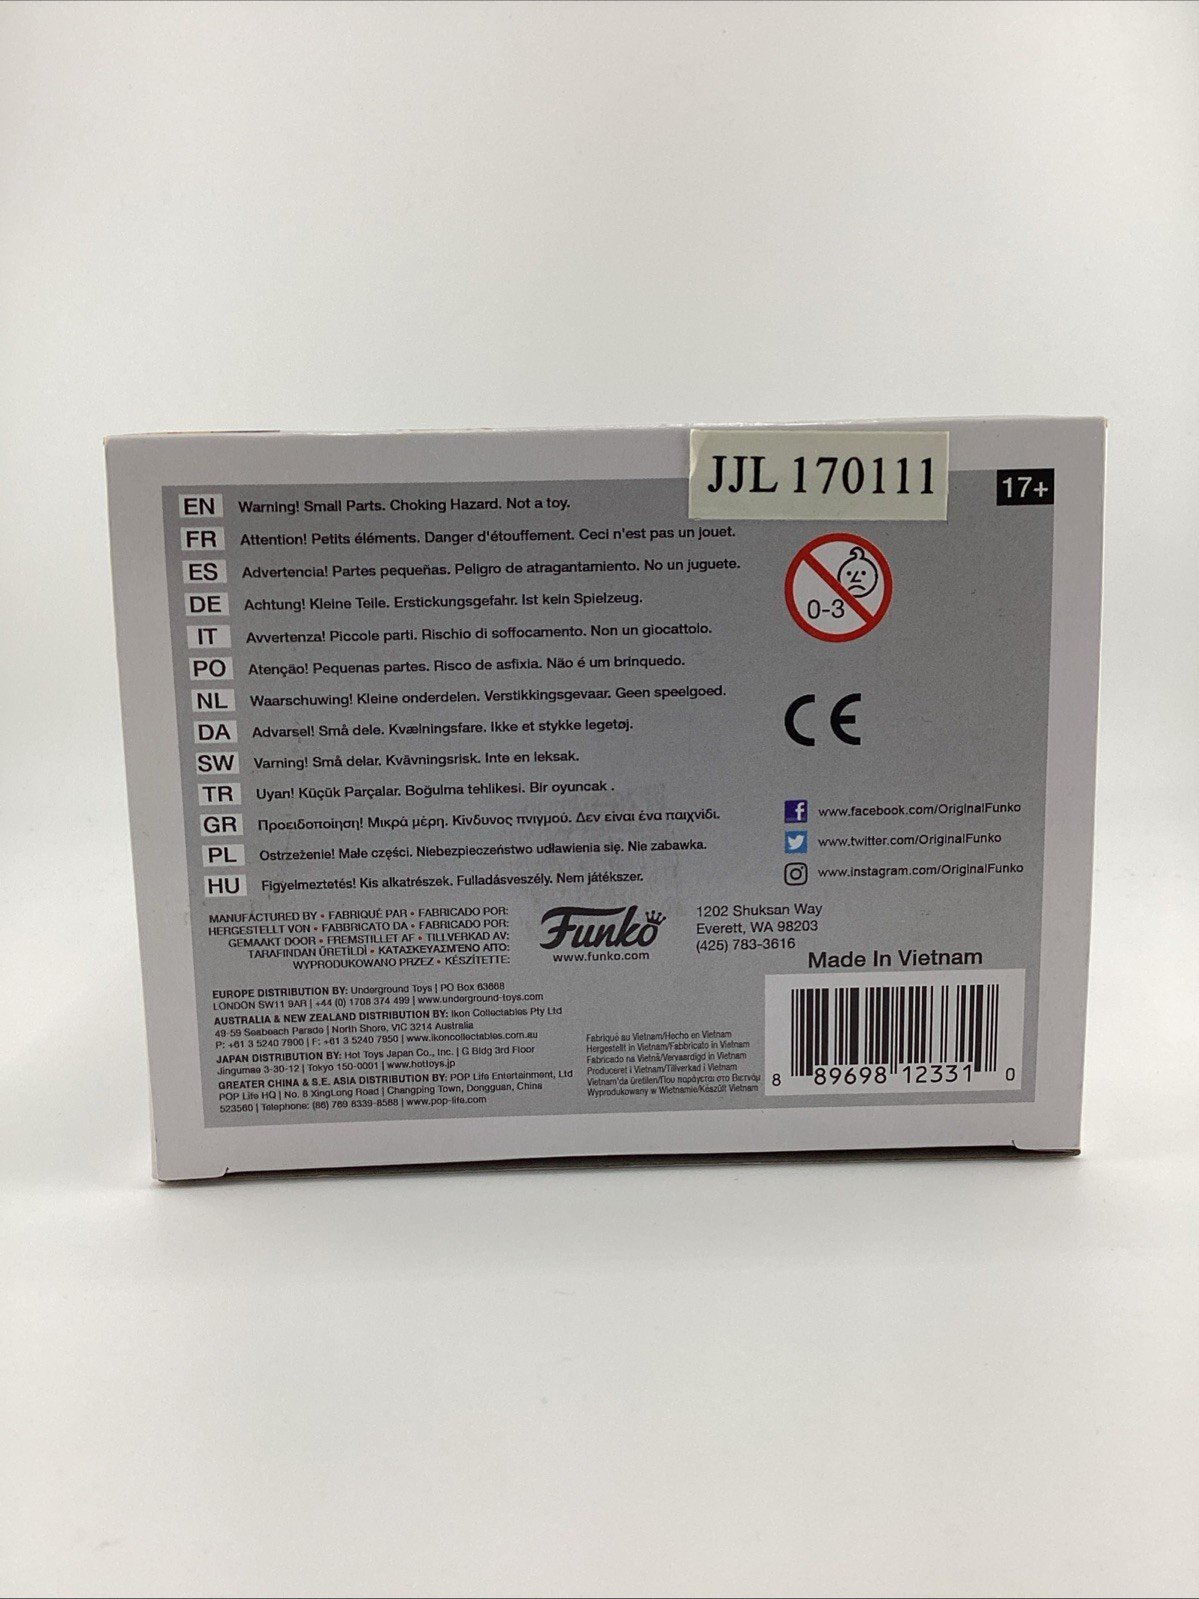 JJL 170111
17+
EN Warning! Small Parts. Choking Hazard. Not a toy.
FR Attention! Petits éléments. Danger d'étouffement. Ceci n'est pas un jouet.
ES Advertencia! Partes pequeñas. Peligro de atragantamiento. No un juguete.
DE Achtung! Kleine Teile. Erstickungsgefahr. Ist kein Spielzeug.
IT Avvertenza! Piccole parti. Rischio di soffocamento. Non un giocattolo.
PO Atenção! Pequenas partes. Risco de asfixia. Não é um brinquedo.
NL Waarschuwing! Kleine onderdelen. Verstikkingsgevaar. Geen speelgoed.
DA Advarsel! Små dele. Kvælningsfare. Ikke et stykke legetøj.
SW Varning! Små delar. Kvävningsrisk. Inte en leksak.
TR Uyan! Küçük Parçalar. Boğulma tehlikesi. Bir oyuncak .
GR Προειδοποίηση! Μικρά μέρη. Κίνδυνος πνιγμού. Δεν είναι ένα παιχνίδι.
PL Ostrzeżenie! Małe części. Niebezpieczeństwo udławienia się. Nie zabawka.
HU Figyelmeztetés! Kis alkatrészek. Fulladásveszély. Nem játékszer.
0-3
CE
www.facebook.com/OriginalFunko
www.twitter.com/OriginalFunko
www.instagram.com/OriginalFunko
MANUFACTURED BY • FABRIQUÉ PAR • FABRICADO POR:
HERGESTELLT VON • FABBRICATO DA • FABRICADO POR:
GEMAAKT DOOR • FREMSTILLET AF • TILLVERKAD AV:
TARAFINDAN ÜRETILDI • ΚΑΤΑΣΚΕΥΑΣΜΈΝΟ ΑΠΌ:
WYPRODUKOWANO PRZEZ • KÉSZÍTETTE:
Funko
www.funko.com
1202 Shuksan Way
Everett, WA 98203
(425) 783-3616
Made In Vietnam
EUROPE DISTRIBUTION BY: Underground Toys | PO Box 63668
LONDON SW11 9AR | +44 (0) 1708 374 499 | www.underground-toys.com
AUSTRALIA & NEW ZEALAND DISTRIBUTION BY: Ikon Collectables Pty Ltd
49-59 Seabeach Parade | North Shore, VIC 3214 Australia
P: +61 3 5240 7900 | F: +61 3 5240 7950 | www.ikoncollectables.com.au
JAPAN DISTRIBUTION BY: Hot Toys Japan Co., Inc. | G Bldg 3rd Floor
Jingumae 3-30-12 | Tokyo 150-0001 | www.hottoys.jp
GREATER CHINA & S.E. ASIA DISTRIBUTION BY: POP Life Entertainment, Ltd
POP Life HQ | No. 8 XingLong Road | Changping Town, Dongguan, China
523560 | Telephone: (86) 769 8339-8588 | www.pop-life.com
Fabriqué au Vietnam/Hecho en Vietnam
Hergestellt in Vietnam/Fabbricato in Vietnam
Fabricado na Vietnã/Vervaardigd in Vietnam
Produceret i Vietnam/Tillverkad i Vietnam
Vietnam'da üretilen/Που παράγεται στο Βιετνάμ
Wyprodukowany w Wietnamie/Készült Vietnam
8 89698 12331 0